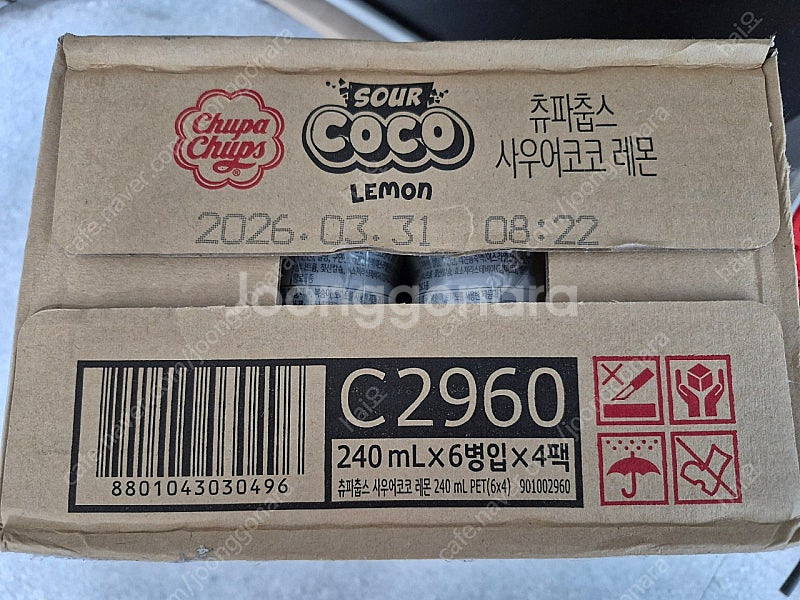 Chupa Chups
SOUR
COCO
LEMON
츄파춥스
사우어코코 레몬
2026.03.31 08:22
Joonggonara
C2960
240 mL×6병입×4팩
츄파춥스 사우어코코 레몬 240 mL PET(6x4) 901002960
8801043030496